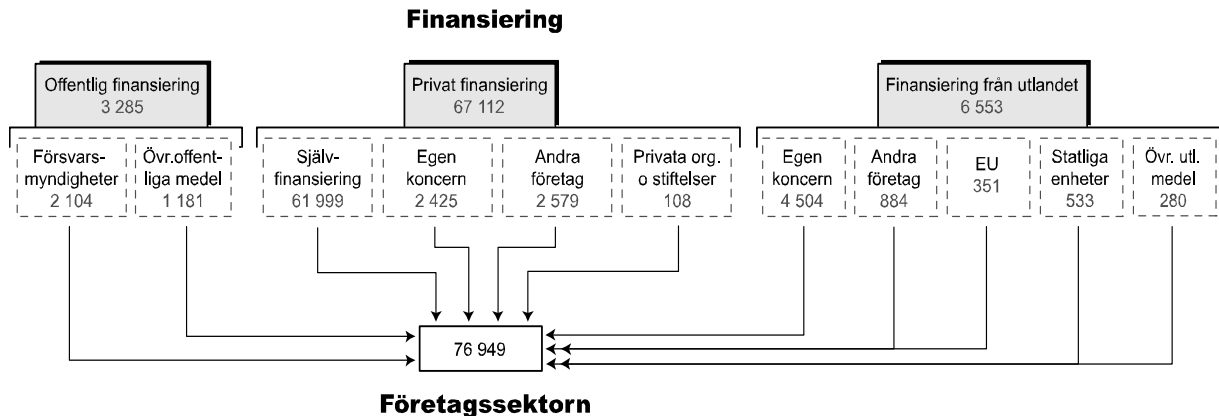 Finansiering
Offentlig finansiering
3 285
Privat finansiering
67 112
Finansiering från utlandet
6 553
Försvars-
myndigheter
2 104
Övr.offent-
liga medel
1 181
Själv-
finansiering
61 999
Egen
koncern
2 425
Andra
företag
2 579
Privata org.
o stiftelser
108
Egen
koncern
4 504
Andra
företag
884
EU
351
Statliga
enheter
533
Övr. utl.
medel
280
76 949
Företagssektorn